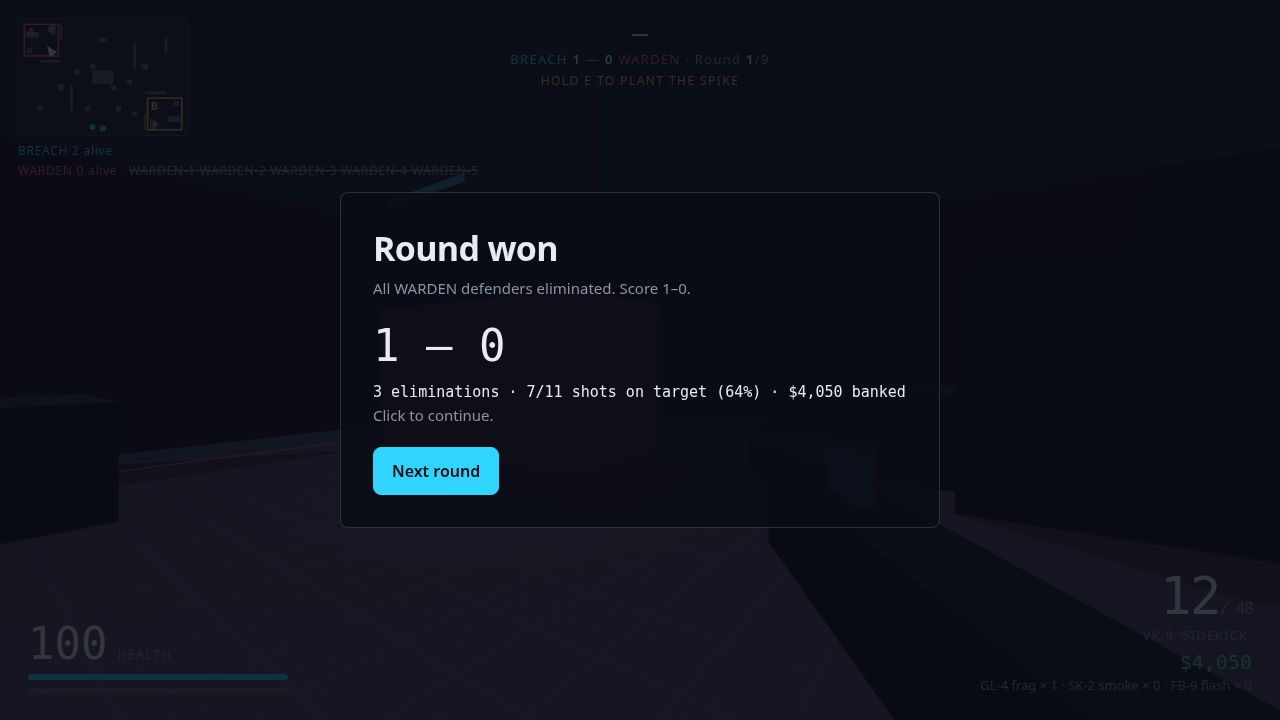 A
B
—
BREACH 1 — 0 WARDEN · Round 1/9
HOLD E TO PLANT THE SPIKE
BREACH 2 alive
WARDEN 0 alive · WARDEN-1 WARDEN-2 WARDEN-3 WARDEN-4 WARDEN-5
Round won
All WARDEN defenders eliminated. Score 1–0.
1 — 0
3 eliminations · 7/11 shots on target (64%) · $4,050 banked
Click to continue.
Next round
100 HEALTH
12 / 48
VK-9 'SIDEKICK'
$4,050
GL-4 frag × 1 · SK-2 smoke × 0 · FB-9 flash × 0